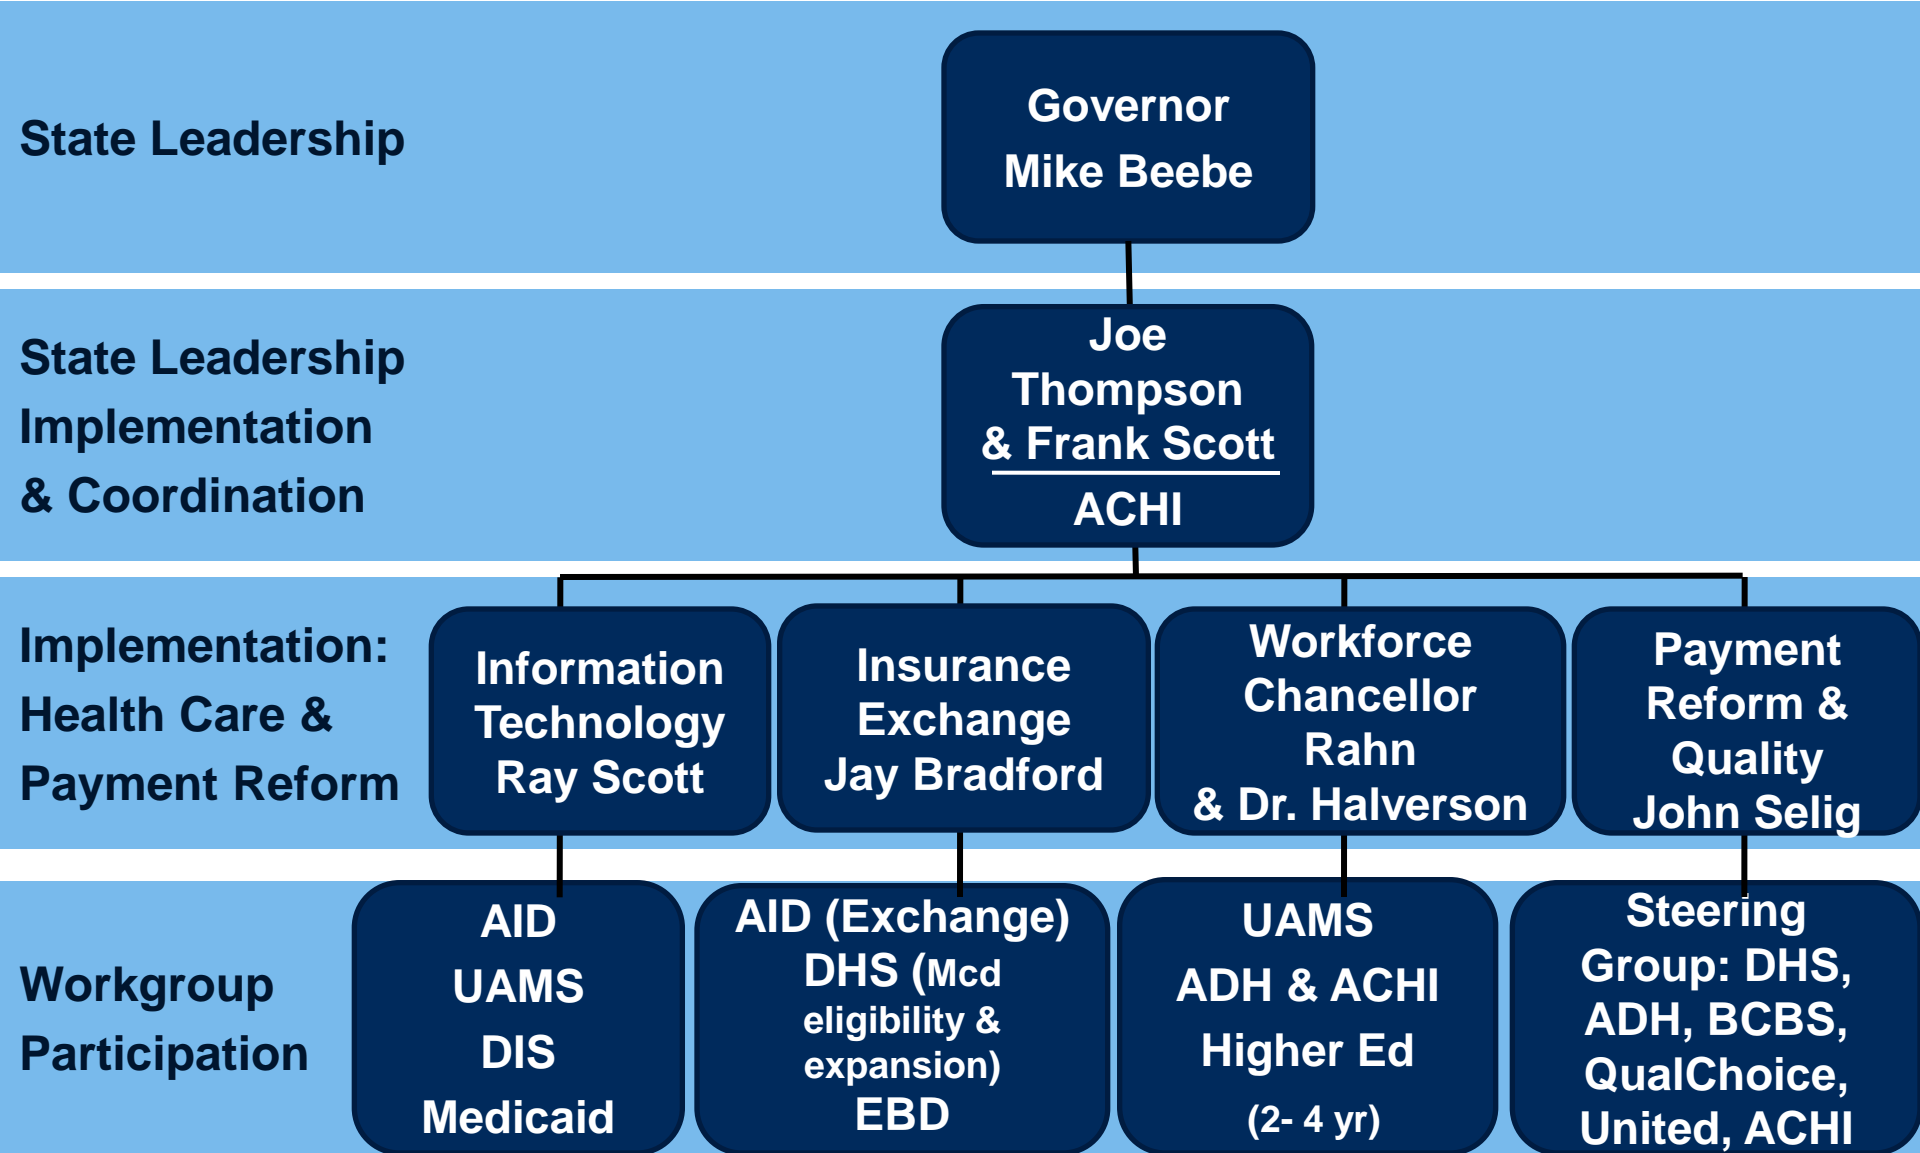 State Leadership
Governor
Mike Beebe
State Leadership
Implementation
& Coordination
Joe
Thompson
& Frank Scott
ACHI
Implementation:
Health Care &
Payment Reform
Information
Technology
Ray Scott
Insurance
Exchange
Jay Bradford
Workforce
Chancellor
Rahn
& Dr. Halverson
Payment
Reform &
Quality
John Selig
Workgroup
Participation
AID
UAMS
DIS
Medicaid
AID (Exchange)
DHS (Mcd
eligibility &
expansion)
EBD
UAMS
ADH & ACHI
Higher Ed
(2- 4 yr)
Steering
Group: DHS,
ADH, BCBS,
QualChoice,
United, ACHI